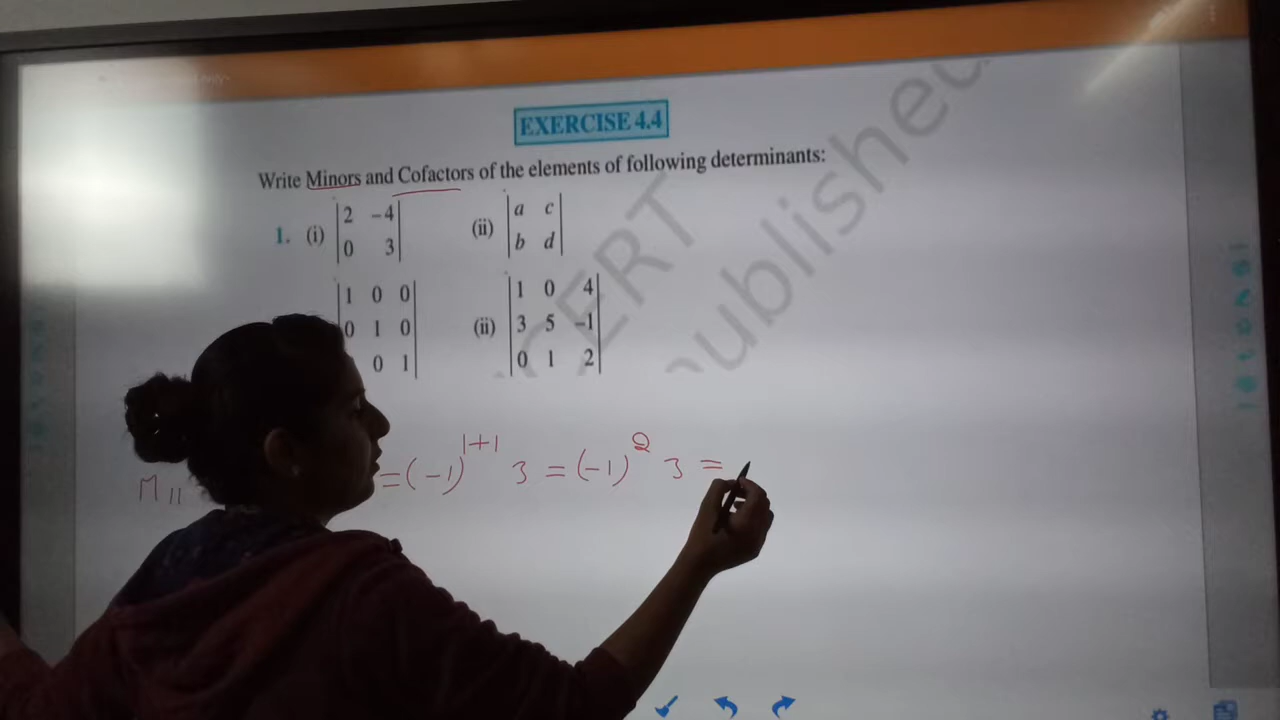 EXERCISE 4.4
Write Minors and Cofactors of the elements of following determinants:
1. (i) |2 -4| (ii) |a c|
|0 3| |b d|
|1 0 0| |1 0 4|
|0 1 0| (ii) |3 5 -1|
0 1| |0 1 2|
M₁₁ =(-1)¹⁺¹ 3 =(-1)² 3 =
NCERT
published